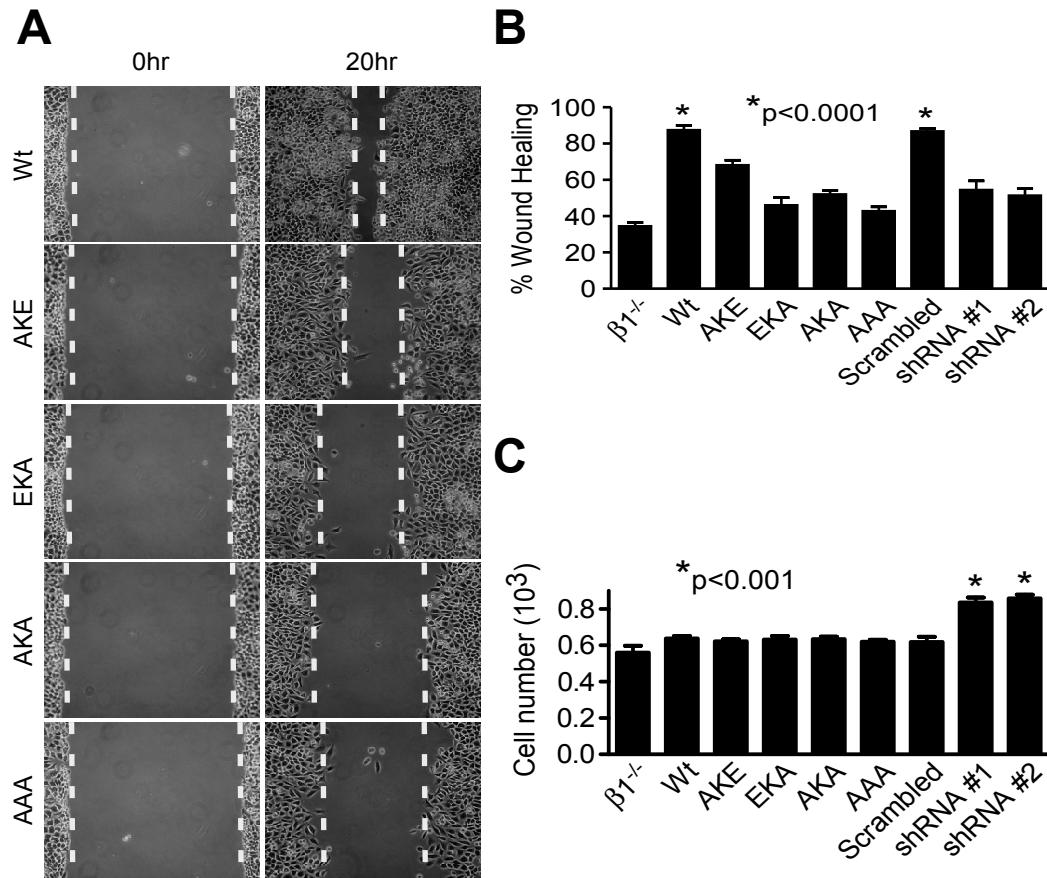 A
0hr 20hr
Wt
AKE
EKA
AKA
AAA
B
% Wound Healing
100
80
60
40
20
0
* *p<0.0001 *
β1-/- Wt AKE EKA AKA AAA Scrambled shRNA #1 shRNA #2
C
Cell number (10³)
0.8
0.6
0.4
0.2
0.0
*p<0.001 * *
β1-/- Wt AKE EKA AKA AAA Scrambled shRNA #1 shRNA #2